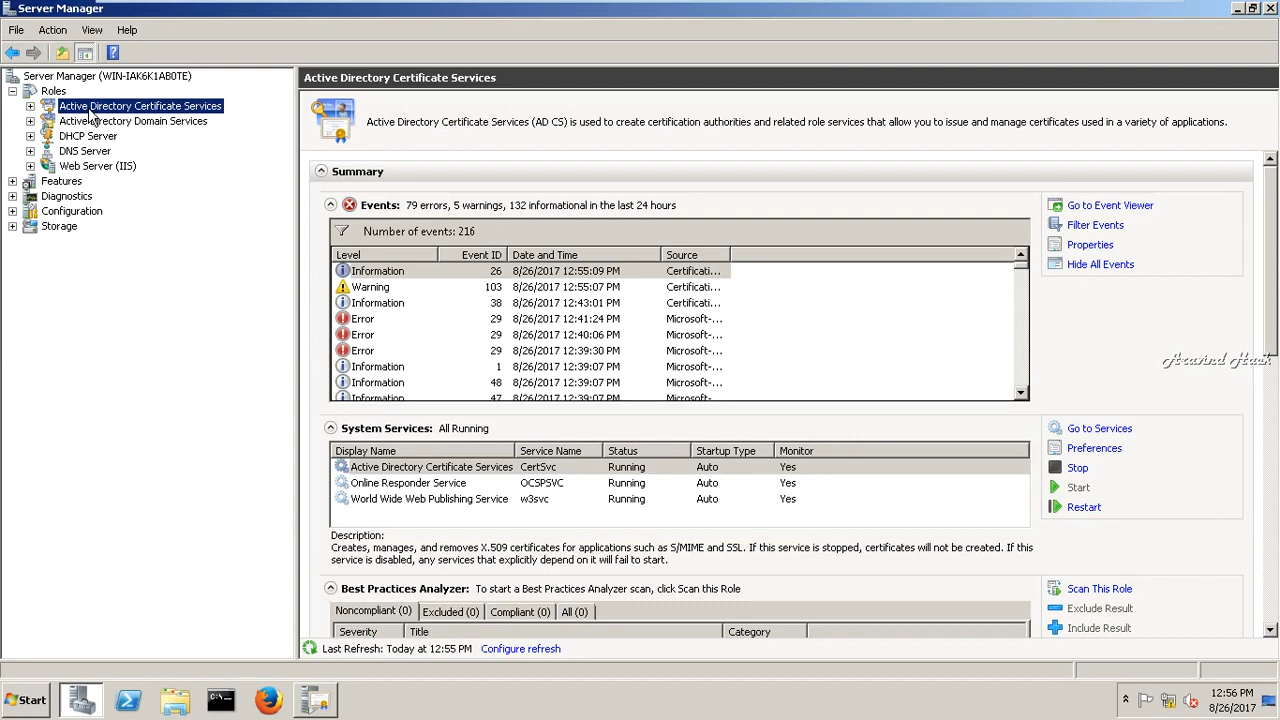 Server Manager
File Action View Help
Server Manager (WIN-IAK6K1AB0TE)
Roles
Active Directory Certificate Services
Active Directory Domain Services
DHCP Server
DNS Server
Web Server (IIS)
Features
Diagnostics
Configuration
Storage
Active Directory Certificate Services
Active Directory Certificate Services (AD CS) is used to create certification authorities and related role services that allow you to issue and manage certificates used in a variety of applications.
Summary
Events: 79 errors, 5 warnings, 132 informational in the last 24 hours
Number of events: 216
Level Event ID Date and Time Source
Information 26 8/26/2017 12:55:09 PM Certificati...
Warning 103 8/26/2017 12:55:07 PM Certificati...
Information 38 8/26/2017 12:43:01 PM Certificati...
Error 29 8/26/2017 12:41:24 PM Microsoft-...
Error 29 8/26/2017 12:40:06 PM Microsoft-...
Error 29 8/26/2017 12:39:30 PM Microsoft-...
Information 1 8/26/2017 12:39:07 PM Microsoft-...
Information 48 8/26/2017 12:39:07 PM Microsoft-...
Information 47 8/26/2017 12:39:07 PM Microsoft-...
Go to Event Viewer
Filter Events
Properties
Hide All Events
Aravind Hack
System Services: All Running
Display Name Service Name Status Startup Type Monitor
Active Directory Certificate Services CertSvc Running Auto Yes
Online Responder Service OCSPSVC Running Auto Yes
World Wide Web Publishing Service w3svc Running Auto Yes
Description:
Creates, manages, and removes X.509 certificates for applications such as S/MIME and SSL. If this service is stopped, certificates will not be created. If this
service is disabled, any services that explicitly depend on it will fail to start.
Go to Services
Preferences
Stop
Start
Restart
Best Practices Analyzer: To start a Best Practices Analyzer scan, click Scan this Role
Noncompliant (0) Excluded (0) Compliant (0) All (0)
Severity Title Category
Scan This Role
Exclude Result
Include Result
Last Refresh: Today at 12:55 PM Configure refresh
Start
12:56 PM
8/26/2017